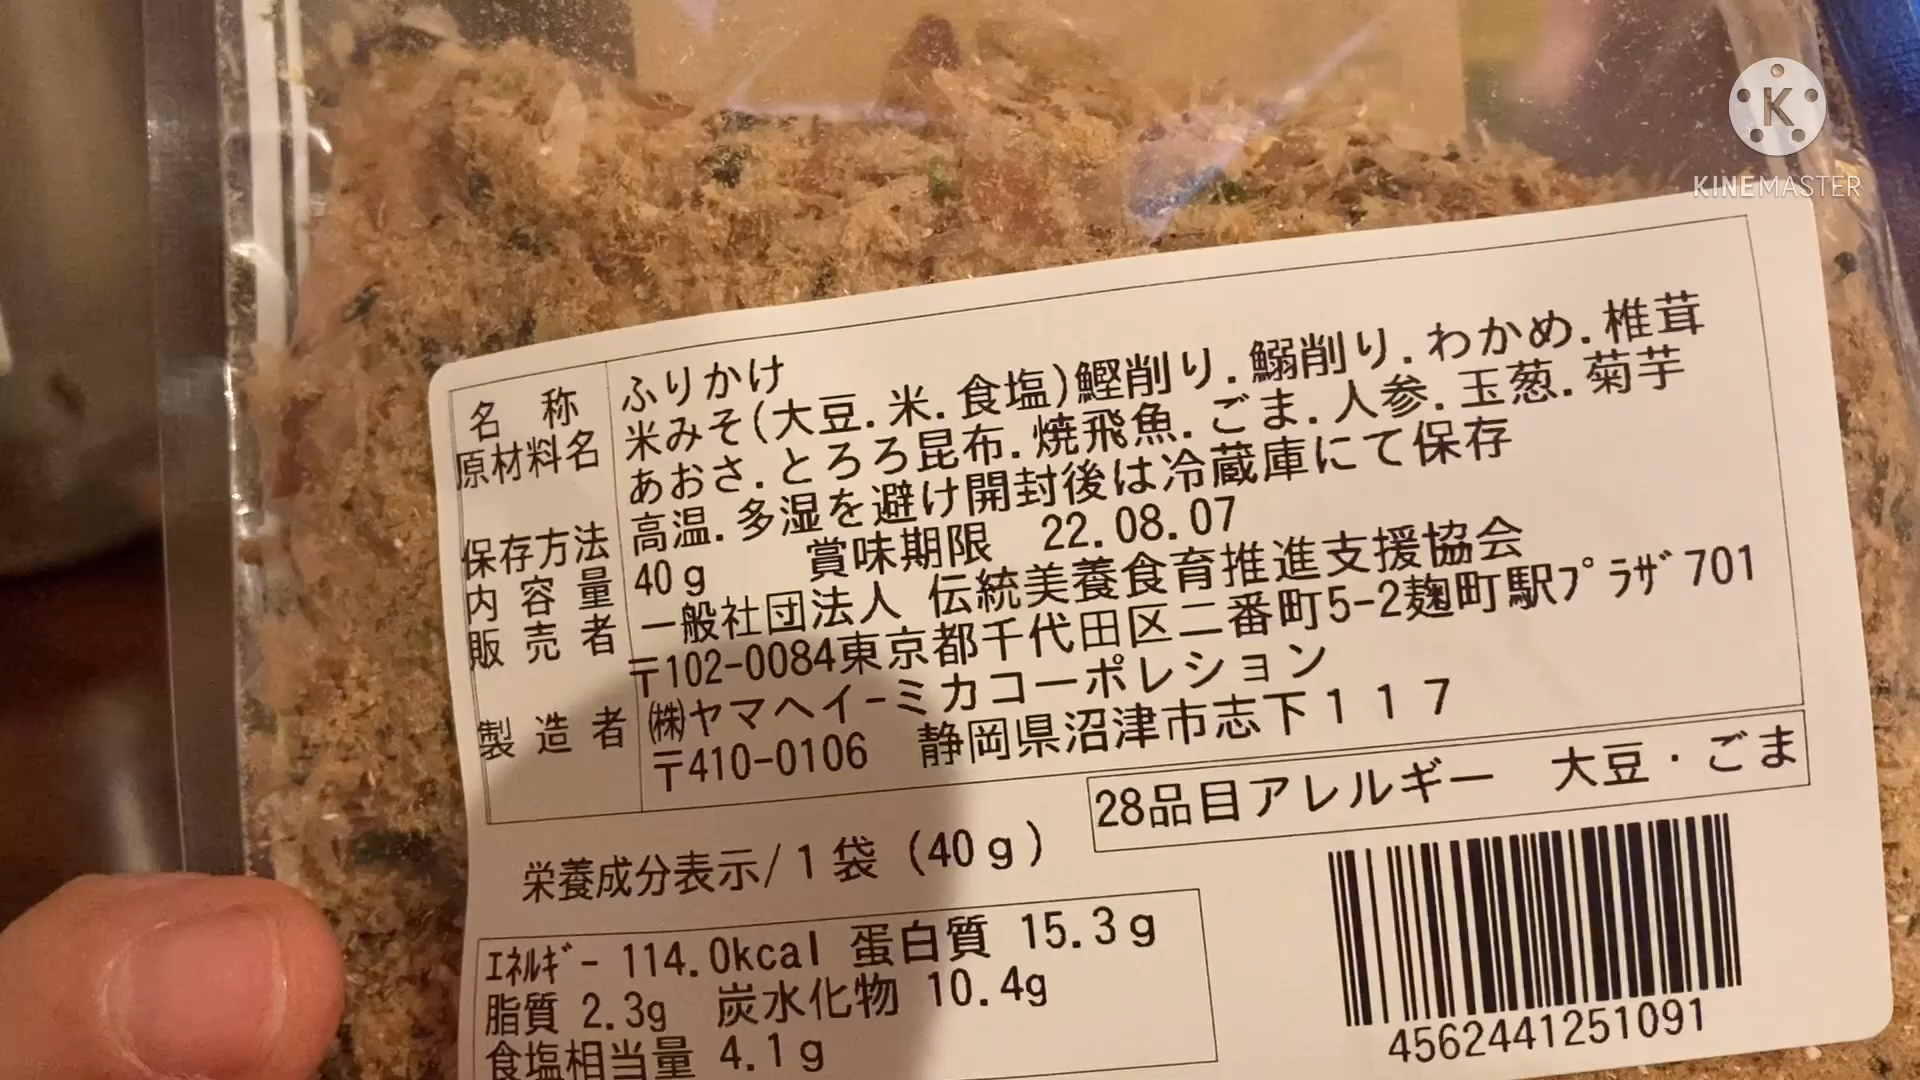 KINEMASTER
名称 ふりかけ
原材料名 米みそ(大豆.米.食塩)鰹削り.鰯削り.わかめ.椎茸
あおさ.とろろ昆布.焼飛魚.ごま.人参.玉葱.菊芋
保存方法 高温.多湿を避け開封後は冷蔵庫にて保存
内容量 40g 賞味期限 22.08.07
販売者 一般社団法人 伝統美養食育推進支援協会
〒102-0084東京都千代田区二番町5-2麹町駅プラザ701
製造者 ㈱ヤマヘイ-ミカコーポレション
〒410-0106 静岡県沼津市志下117
28品目アレルギー 大豆・ごま
栄養成分表示/1袋(40g)
エネルギー 114.0kcal 蛋白質 15.3g
脂質 2.3g 炭水化物 10.4g
食塩相当量 4.1g
4562441251091